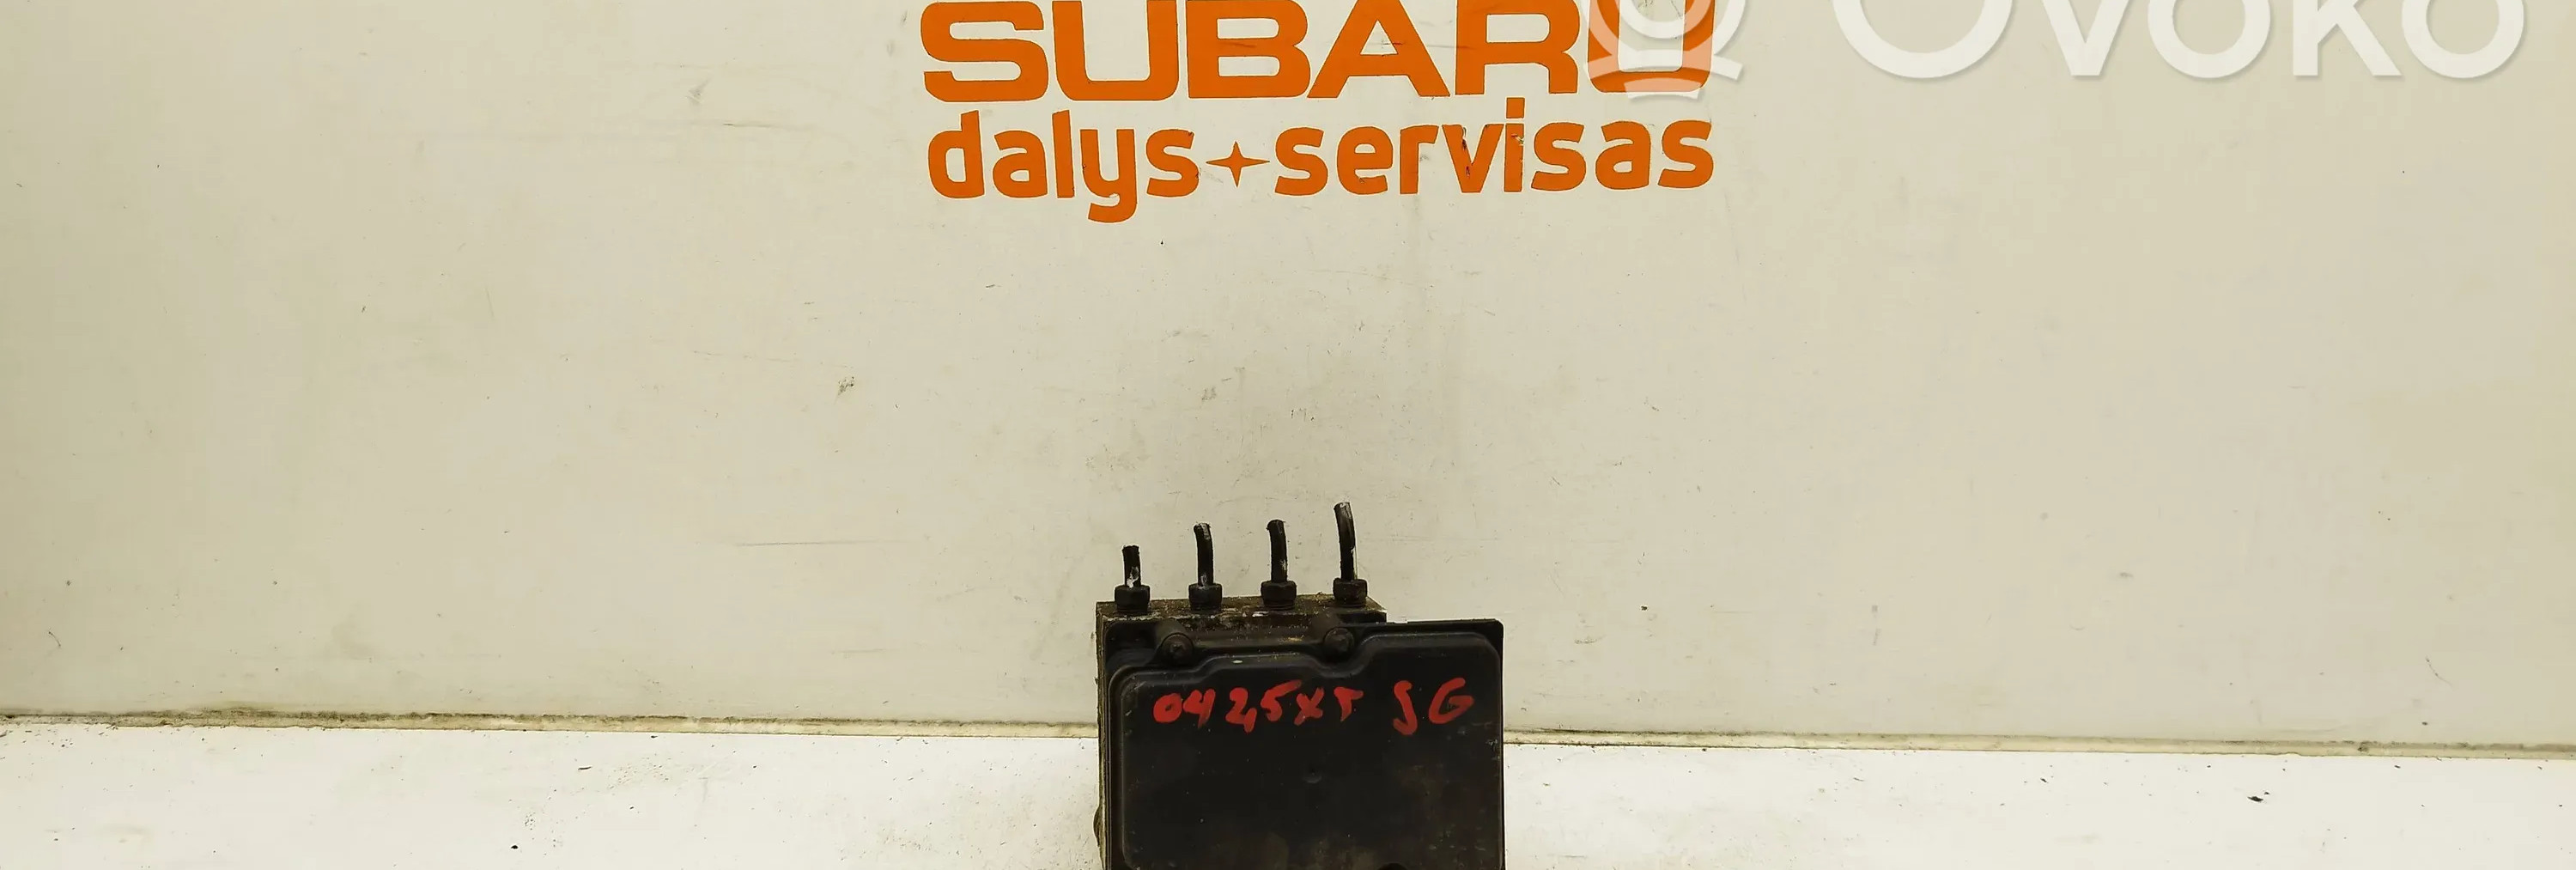 SUBARU
OVOKO
dalys+servisas
04 2,5XT SG